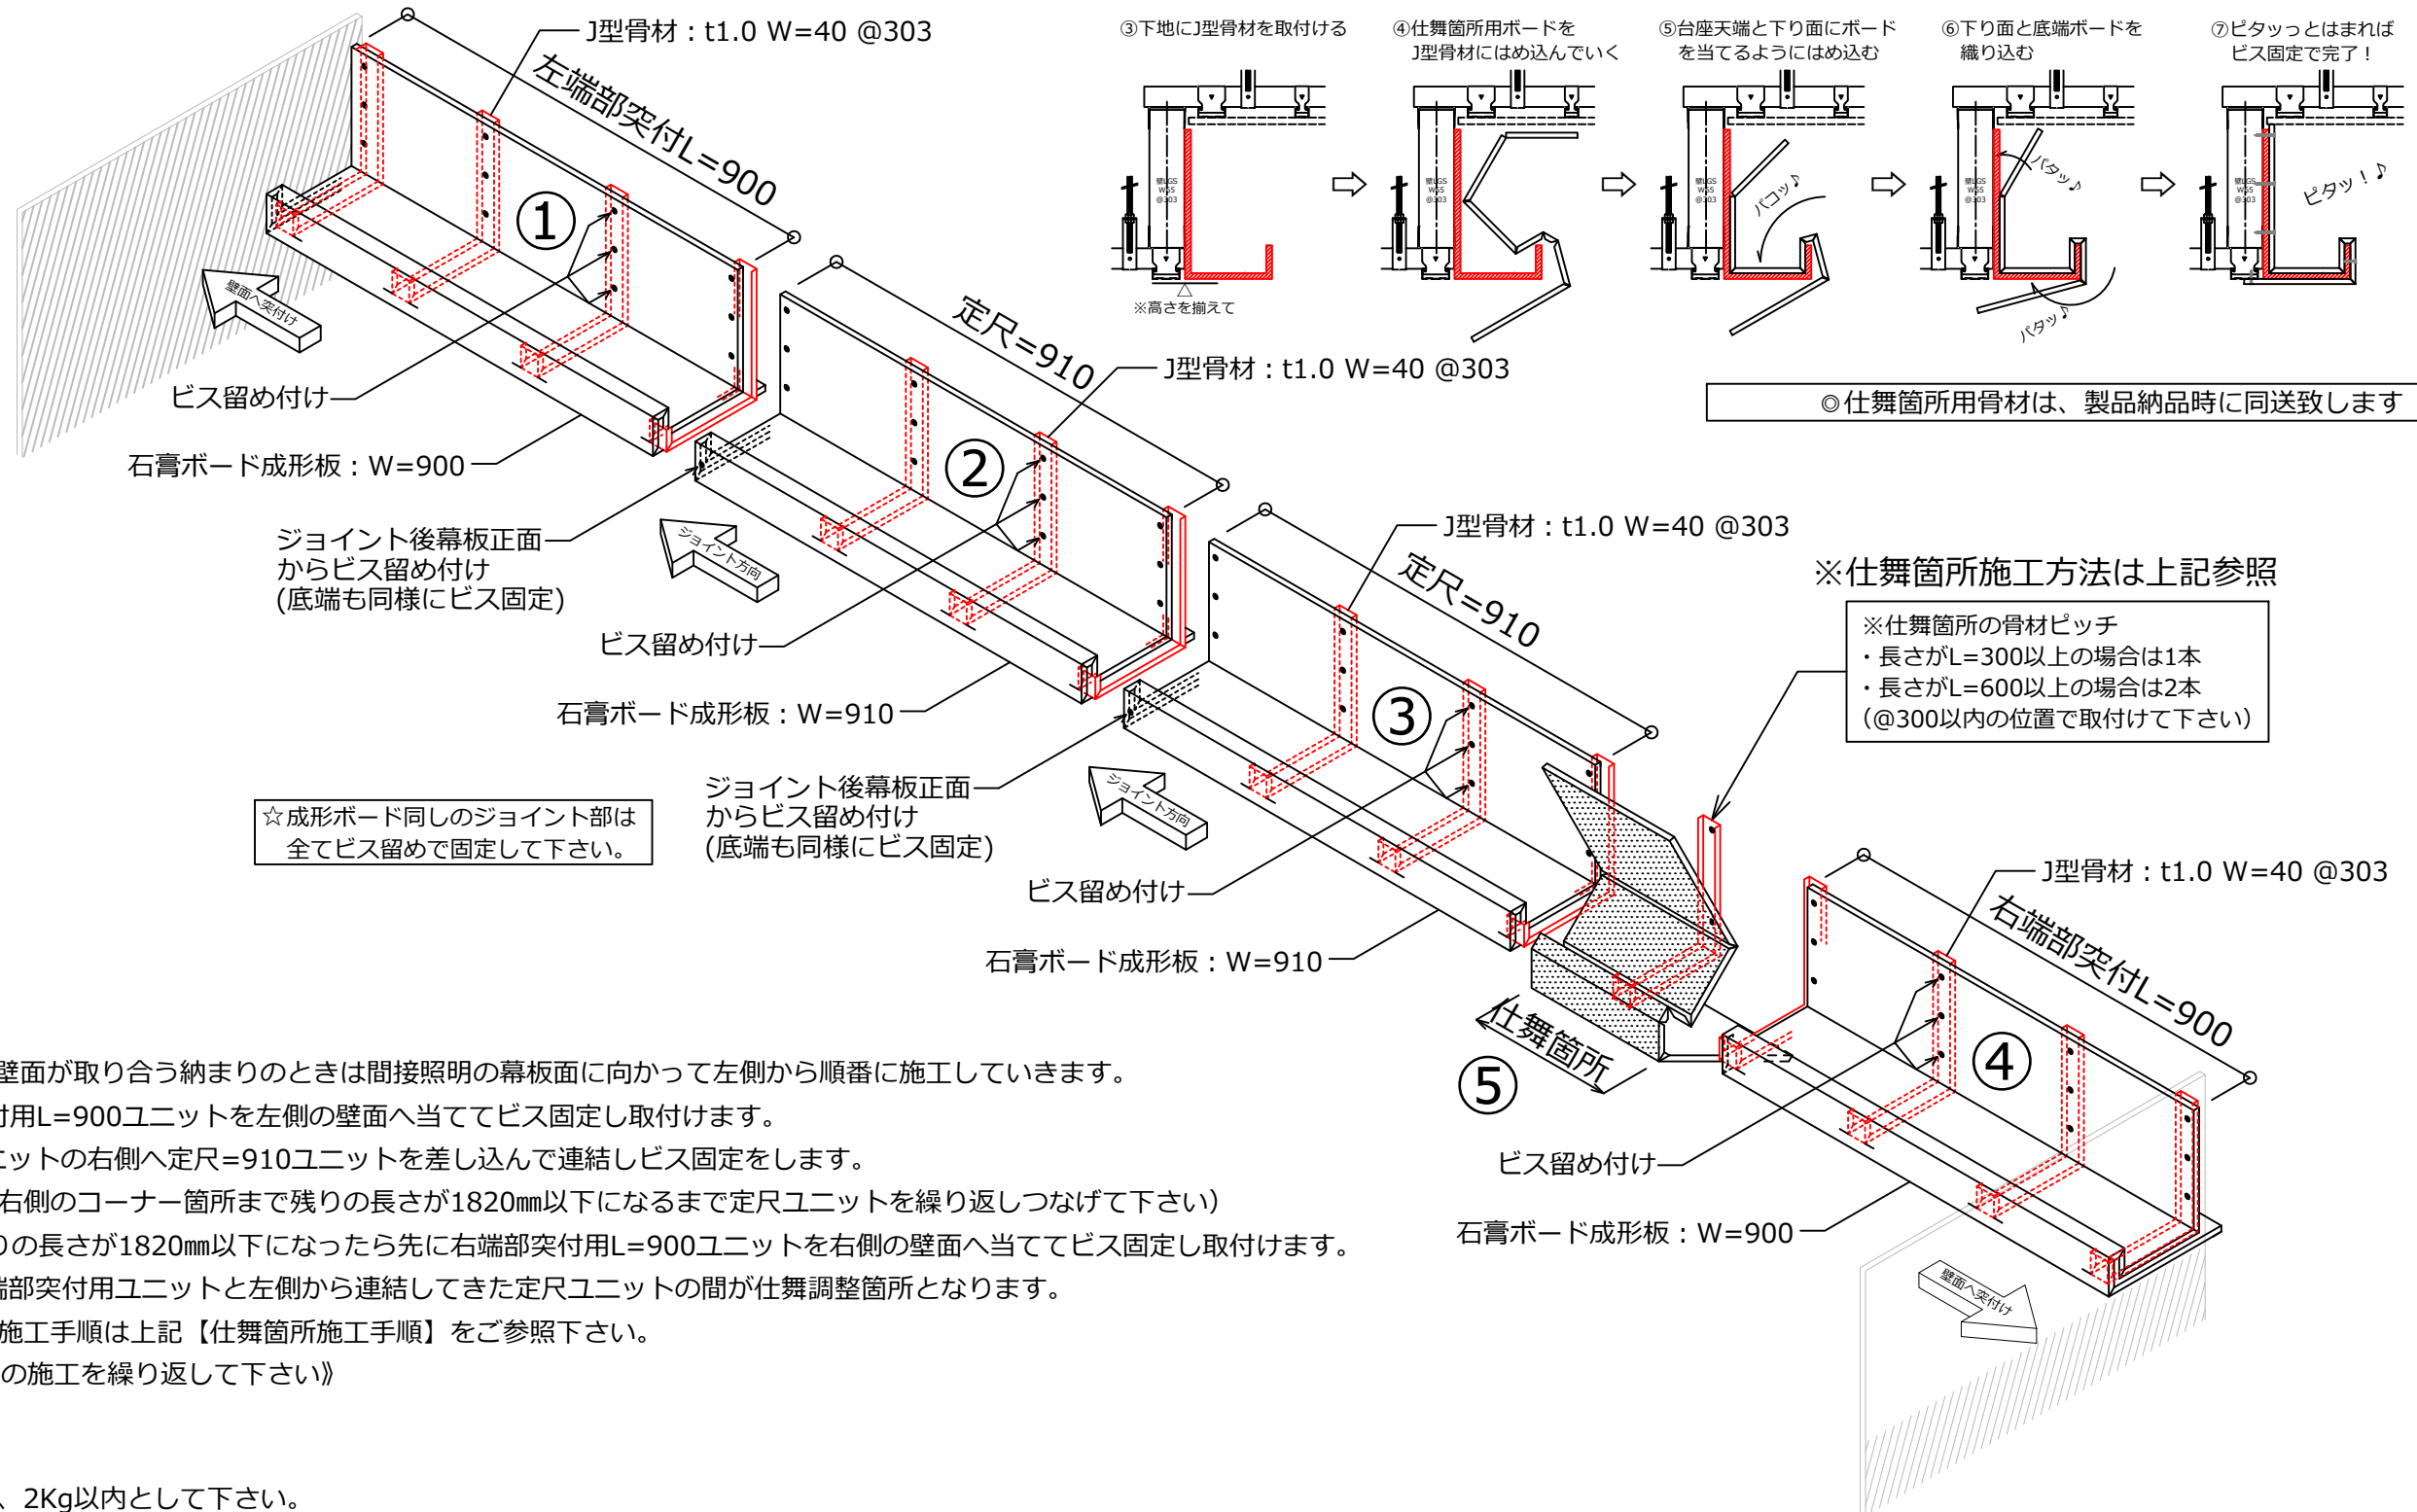 ③下地にJ型骨材を取付ける
④仕舞箇所用ボードを
J型骨材にはめ込んでいく
⑤台座天端と下り面にボード
を当てるようにはめ込む
⑥下り面と底端ボードを
織り込む
⑦ピタッっとはまれば
ビス固定で完了！
壁LGS
W65
@303
※高さを揃えて
壁LGS
W65
@303
壁LGS
W65
@303
パコッ♪
壁LGS
W65
@303
パタッ♪
パタッ♪
壁LGS
W65
@303
ピタッ！♪
◎仕舞箇所用骨材は、製品納品時に同送致します
J型骨材：t1.0 W=40 @303
左端部突付L=900
①
壁面へ突付け
ビス留め付け
石膏ボード成形板：W=900
定尺=910
J型骨材：t1.0 W=40 @303
②
ジョイント方向
ジョイント後幕板正面
からビス留め付け
(底端も同様にビス固定)
ビス留め付け
石膏ボード成形板：W=910
定尺=910
J型骨材：t1.0 W=40 @303
③
ジョイント方向
ジョイント後幕板正面
からビス留め付け
(底端も同様にビス固定)
ビス留め付け
石膏ボード成形板：W=910
※仕舞箇所施工方法は上記参照
※仕舞箇所の骨材ピッチ
・長さがL=300以上の場合は1本
・長さがL=600以上の場合は2本
（@300以内の位置で取付けて下さい）
☆成形ボード同しのジョイント部は
全てビス留めで固定して下さい。
仕舞箇所
⑤
J型骨材：t1.0 W=40 @303
右端部突付L=900
④
ビス留め付け
石膏ボード成形板：W=900
壁面へ突付け
壁面が取り合う納まりのときは間接照明の幕板面に向かって左側から順番に施工していきます。
付用L=900ユニットを左側の壁面へ当ててビス固定し取付けます。
ニットの右側へ定尺=910ユニットを差し込んで連結しビス固定をします。
右側のコーナー箇所まで残りの長さが1820㎜以下になるまで定尺ユニットを繰り返しつなげて下さい）
りの長さが1820㎜以下になったら先に右端部突付用L=900ユニットを右側の壁面へ当ててビス固定し取付けます。
端部突付用ユニットと左側から連結してきた定尺ユニットの間が仕舞調整箇所となります。
施工手順は上記【仕舞箇所施工手順】をご参照下さい。
の施工を繰り返して下さい》
、2Kg以内として下さい。